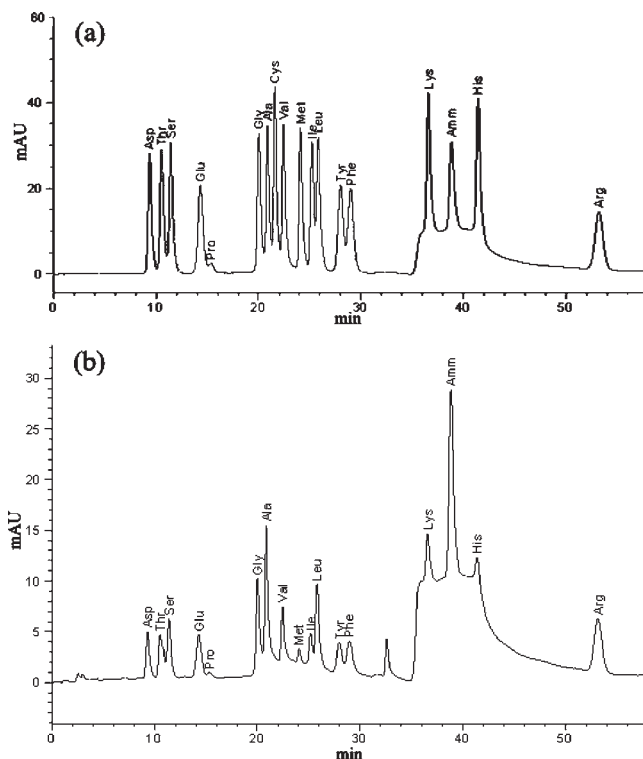 (a)
60
40
20
0
mAU
Asp
Thr
Ser
Glu
Pro
Gly
Ala
Cys
Val
Met
Ile
Leu
Tyr
Phe
Lys
Amm
His
Arg
0 10 20 30 40 50
min
(b)
30
25
20
15
10
5
0
mAU
Asp
Thr
Ser
Glu
Pro
Gly
Ala
Val
Met
Ile
Leu
Tyr
Phe
Lys
Amm
His
Arg
0 10 20 30 40 50
min